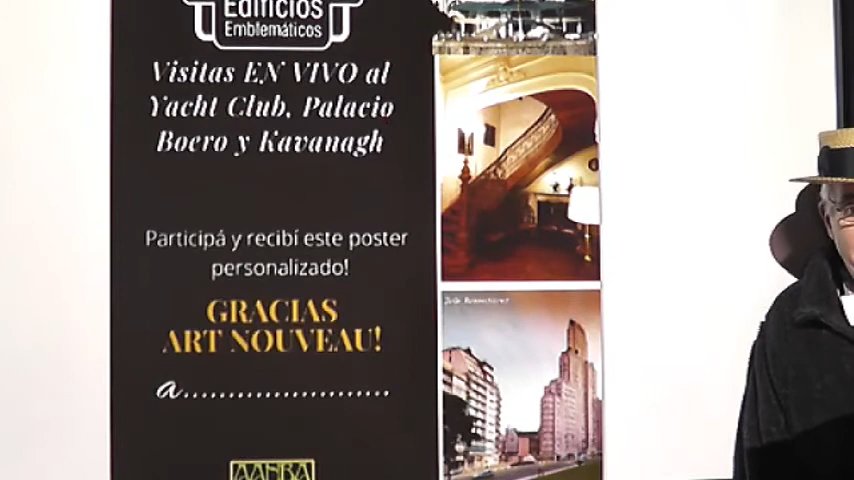 Edificios
Emblemáticos
Visitas EN VIVO al
Yacht Club, Palacio
Boero y Kavanagh
Participá y recibí este poster
personalizado!
GRACIAS
ART NOUVEAU!
a........................
AANBA